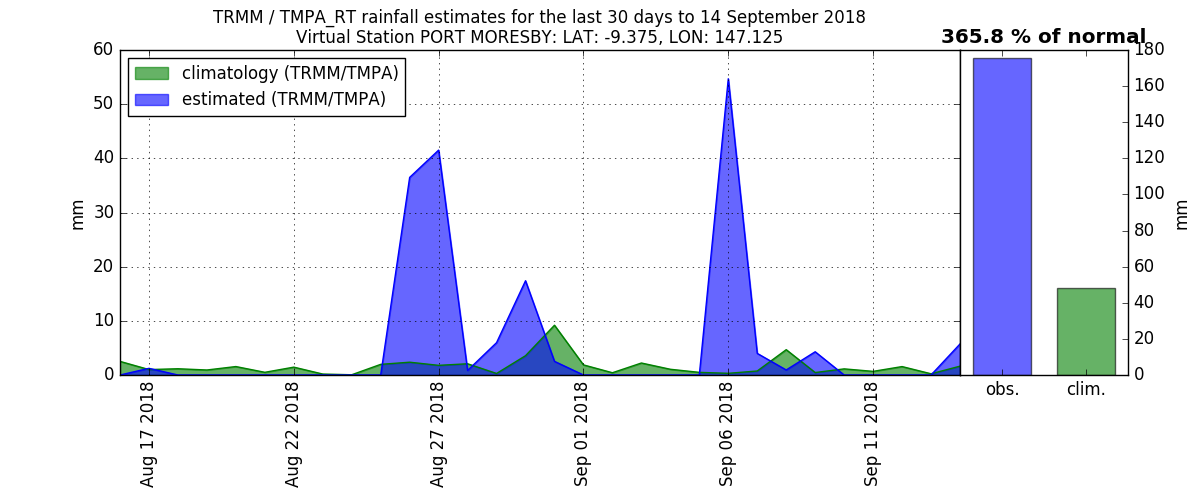 TRMM / TMPA_RT rainfall estimates for the last 30 days to 14 September 2018
Virtual Station PORT MORESBY: LAT: -9.375, LON: 147.125
365.8 % of normal
climatology (TRMM/TMPA)
estimated (TRMM/TMPA)
60
50
40
30
20
10
0
mm
Aug 17 2018
Aug 22 2018
Aug 27 2018
Sep 01 2018
Sep 06 2018
Sep 11 2018
180
160
140
120
100
80
60
40
20
0
mm
obs.
clim.